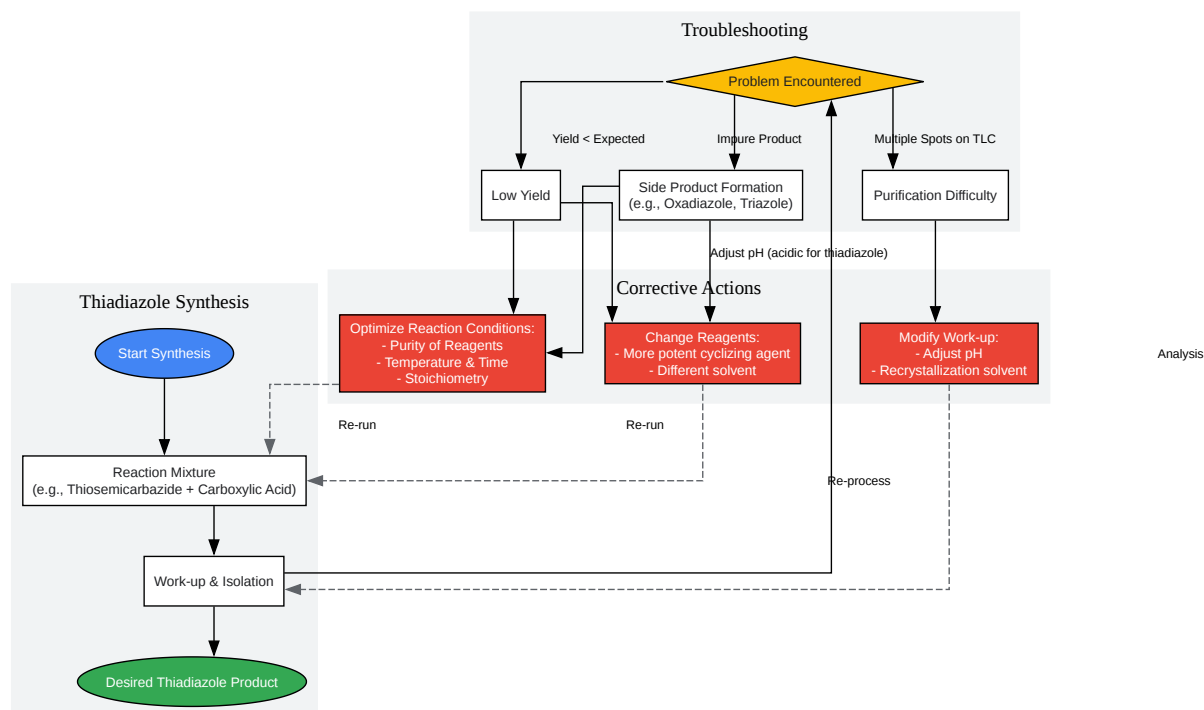 Troubleshooting
Problem Encountered
Yield < Expected
Impure Product
Multiple Spots on TLC
Low Yield
Side Product Formation
(e.g., Oxadiazole, Triazole)
Purification Difficulty
Adjust pH (acidic for thiadiazole)
Corrective Actions
Optimize Reaction Conditions:
- Purity of Reagents
- Temperature & Time
- Stoichiometry
Change Reagents:
- More potent cyclizing agent
- Different solvent
Modify Work-up:
- Adjust pH
- Recrystallization solvent
Analysis
Thiadiazole Synthesis
Start Synthesis
Re-run
Re-run
Reaction Mixture
(e.g., Thiosemicarbazide + Carboxylic Acid)
Re-process
Work-up & Isolation
Desired Thiadiazole Product